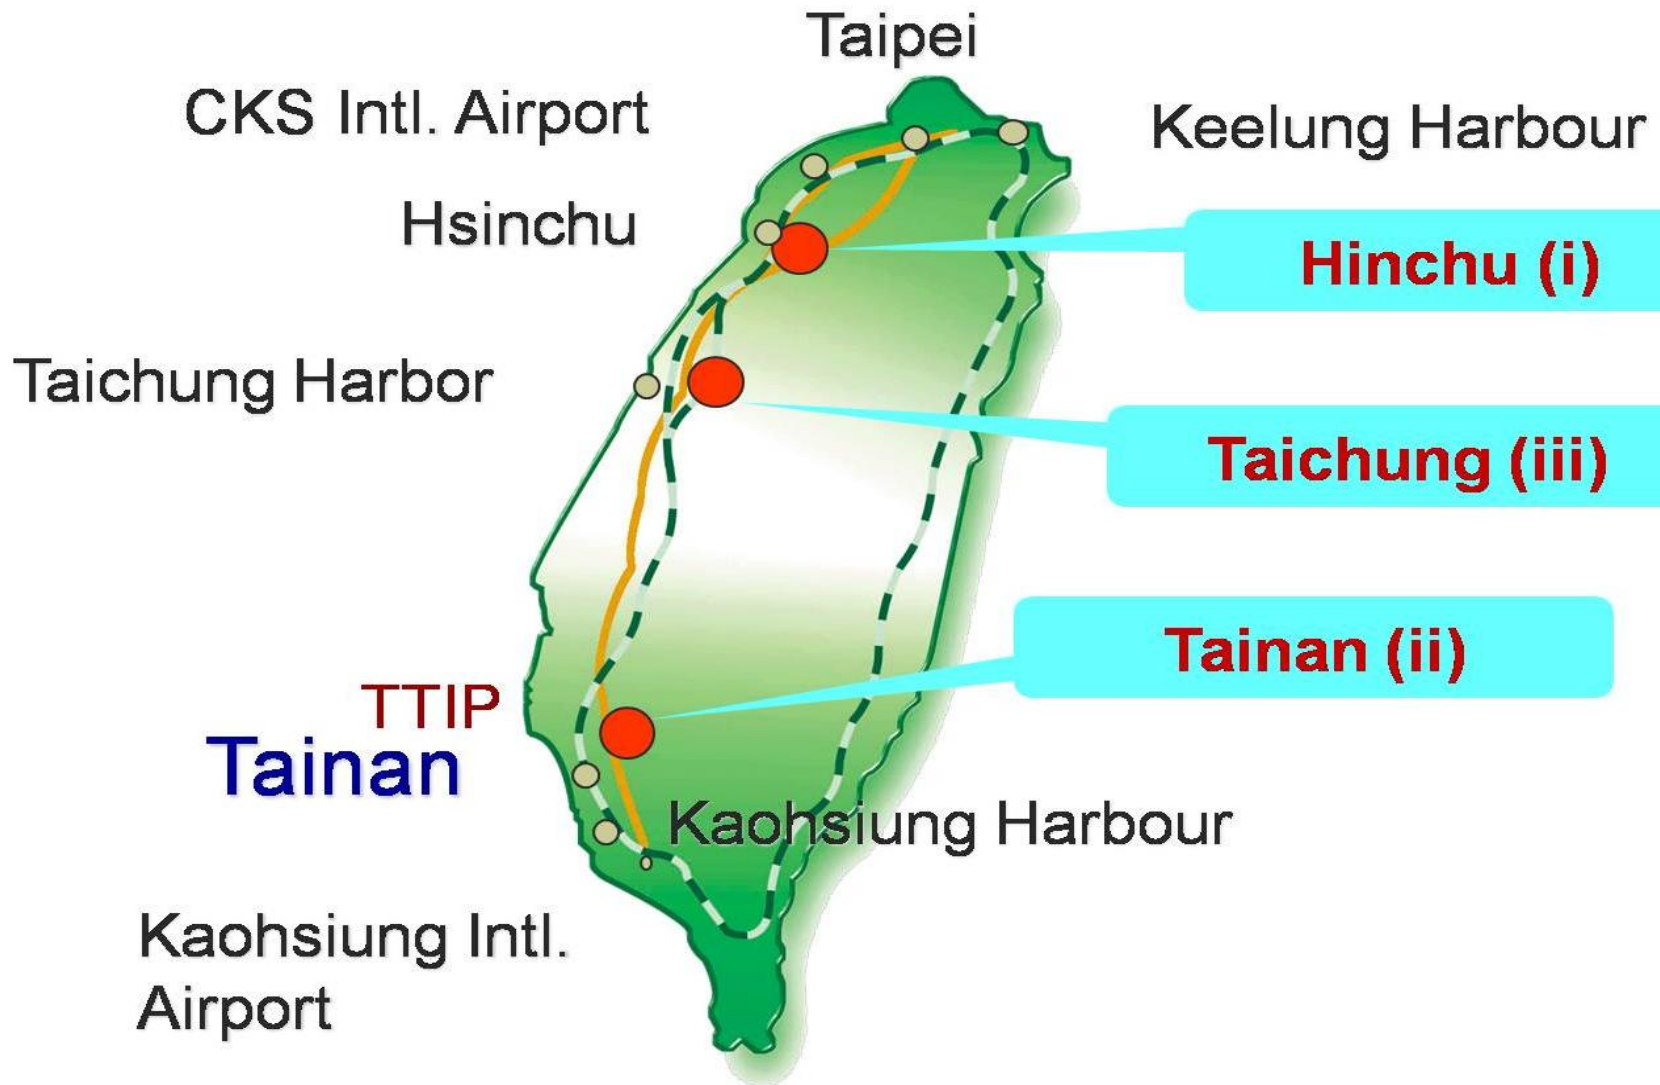 Taipei
CKS Intl. Airport
Keelung Harbour
Hsinchu
Hinchu (i)
Taichung Harbor
Taichung (iii)
Tainan (ii)
TTIP
Tainan
Kaohsiung Harbour
Kaohsiung Intl.
Airport